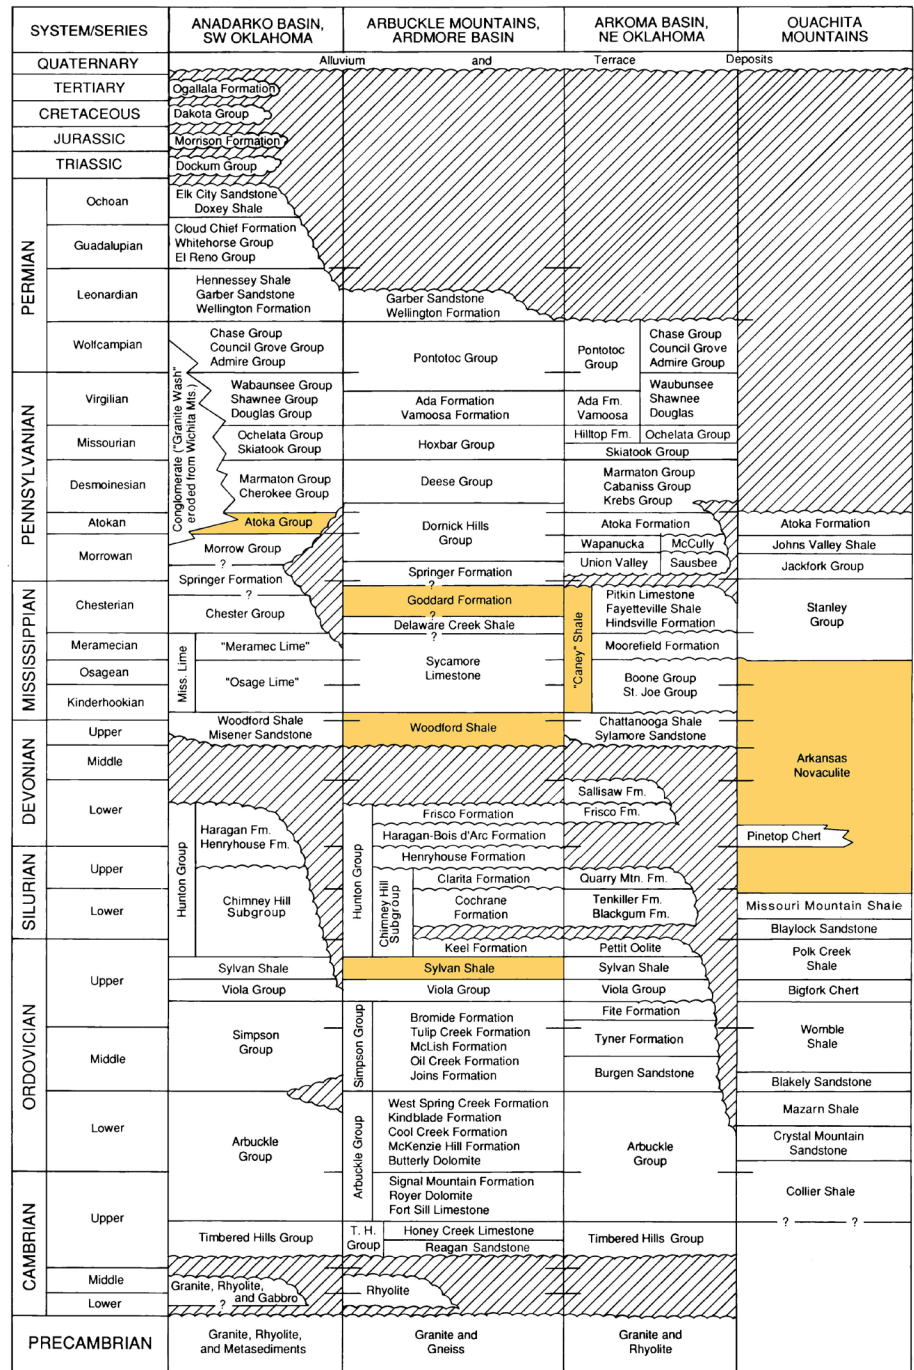 SYSTEM/SERIES
ANADARKO BASIN,
SW OKLAHOMA
ARBUCKLE MOUNTAINS,
ARDMORE BASIN
ARKOMA BASIN,
NE OKLAHOMA
OUACHITA
MOUNTAINS
QUATERNARY
Alluvium and Terrace Deposits
TERTIARY
Ogallala Formation
CRETACEOUS
Dakota Group
JURASSIC
Morrison Formation
TRIASSIC
Dockum Group
PERMIAN
Ochoan
Elk City Sandstone
Doxey Shale
Guadalupian
Cloud Chief Formation
Whitehorse Group
El Reno Group
Leonardian
Hennessey Shale
Garber Sandstone
Wellington Formation
Garber Sandstone
Wellington Formation
Wolfcampian
Chase Group
Council Grove Group
Admire Group
Pontotoc Group
Pontotoc
Group
Chase Group
Council Grove
Admire Group
PENNSYLVANIAN
Conglomerate ("Granite Wash"
eroded from Wichita Mts.)
Virgilian
Wabaunsee Group
Shawnee Group
Douglas Group
Ada Formation
Vamoosa Formation
Ada Fm.
Vamoosa
Waubunsee
Shawnee
Douglas
Missourian
Ochelata Group
Skiatook Group
Hoxbar Group
Hilltop Fm.
Ochelata Group
Skiatook Group
Desmoinesian
Marmaton Group
Cherokee Group
Deese Group
Marmaton Group
Cabaniss Group
Krebs Group
Atokan
Atoka Group
Dornick Hills
Group
Atoka Formation
Atoka Formation
Morrowan
Morrow Group
?
Springer Formation
?
Springer Formation
?
Wapanucka
McCully
Union Valley
Sausbee
Johns Valley Shale
Jackfork Group
MISSISSIPPIAN
Chesterian
Chester Group
Goddard Formation
?
Delaware Creek Shale
?
"Caney" Shale
Pitkin Limestone
Fayetteville Shale
Hindsville Formation
Stanley
Group
Meramecian
Miss. Lime
"Meramec Lime"
Sycamore
Limestone
Moorefield Formation
Osagean
"Osage Lime"
Boone Group
St. Joe Group
Kinderhookian
DEVONIAN
Upper
Woodford Shale
Misener Sandstone
Woodford Shale
Chattanooga Shale
Sylamore Sandstone
Arkansas
Novaculite
Middle
Lower
Sallisaw Fm.
Hunton Group
Haragan Fm.
Henryhouse Fm.
Hunton Group
Frisco Formation
Frisco Fm.
Haragan-Bois d'Arc Formation
Pinetop Chert
Henryhouse Formation
SILURIAN
Upper
Chimney Hill
Subgroup
Chimney Hill
Subgroup
Clarita Formation
Quarry Mtn. Fm.
Lower
Cochrane
Formation
Tenkiller Fm.
Blackgum Fm.
Missouri Mountain Shale
Blaylock Sandstone
ORDOVICIAN
Upper
Keel Formation
Pettit Oolite
Polk Creek
Shale
Sylvan Shale
Sylvan Shale
Sylvan Shale
Viola Group
Viola Group
Viola Group
Bigfork Chert
Middle
Simpson
Group
Simpson Group
Bromide Formation
Tulip Creek Formation
McLish Formation
Oil Creek Formation
Joins Formation
Fite Formation
Tyner Formation
Burgen Sandstone
Womble
Shale
Blakely Sandstone
Lower
Arbuckle
Group
Arbuckle Group
West Spring Creek Formation
Kindblade Formation
Cool Creek Formation
McKenzie Hill Formation
Butterly Dolomite
Arbuckle
Group
Mazarn Shale
Crystal Mountain
Sandstone
CAMBRIAN
Upper
Signal Mountain Formation
Royer Dolomite
Fort Sill Limestone
Collier Shale
? ?
Timbered Hills Group
T. H.
Group
Honey Creek Limestone
Reagan Sandstone
Timbered Hills Group
Middle
Granite, Rhyolite,
and Gabbro
?
Rhyolite
Lower
PRECAMBRIAN
Granite, Rhyolite,
and Metasediments
Granite and
Gneiss
Granite and
Rhyolite